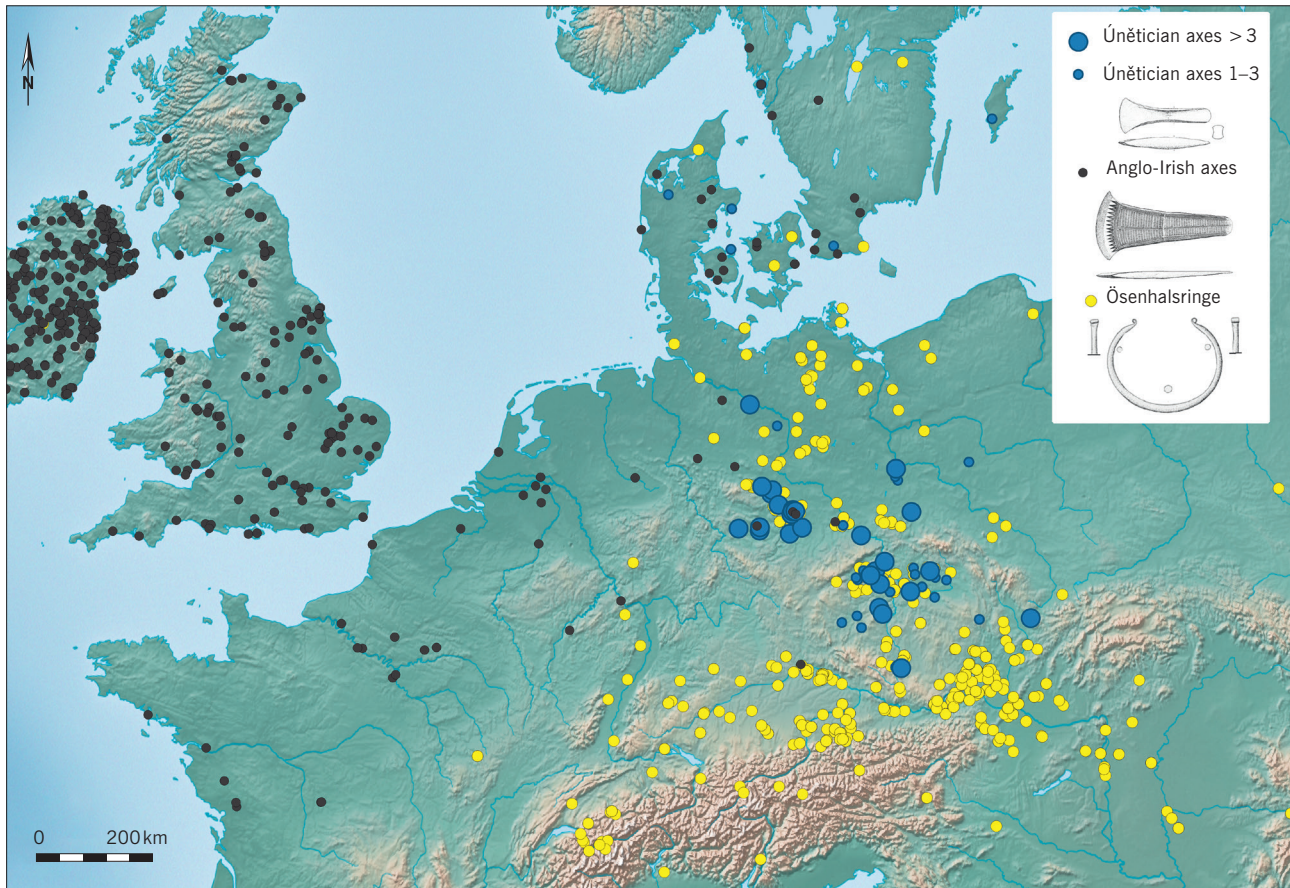 N
Únětician axes > 3
Únětician axes 1–3
Anglo-Irish axes
Ösenhalsringe
0 200 km